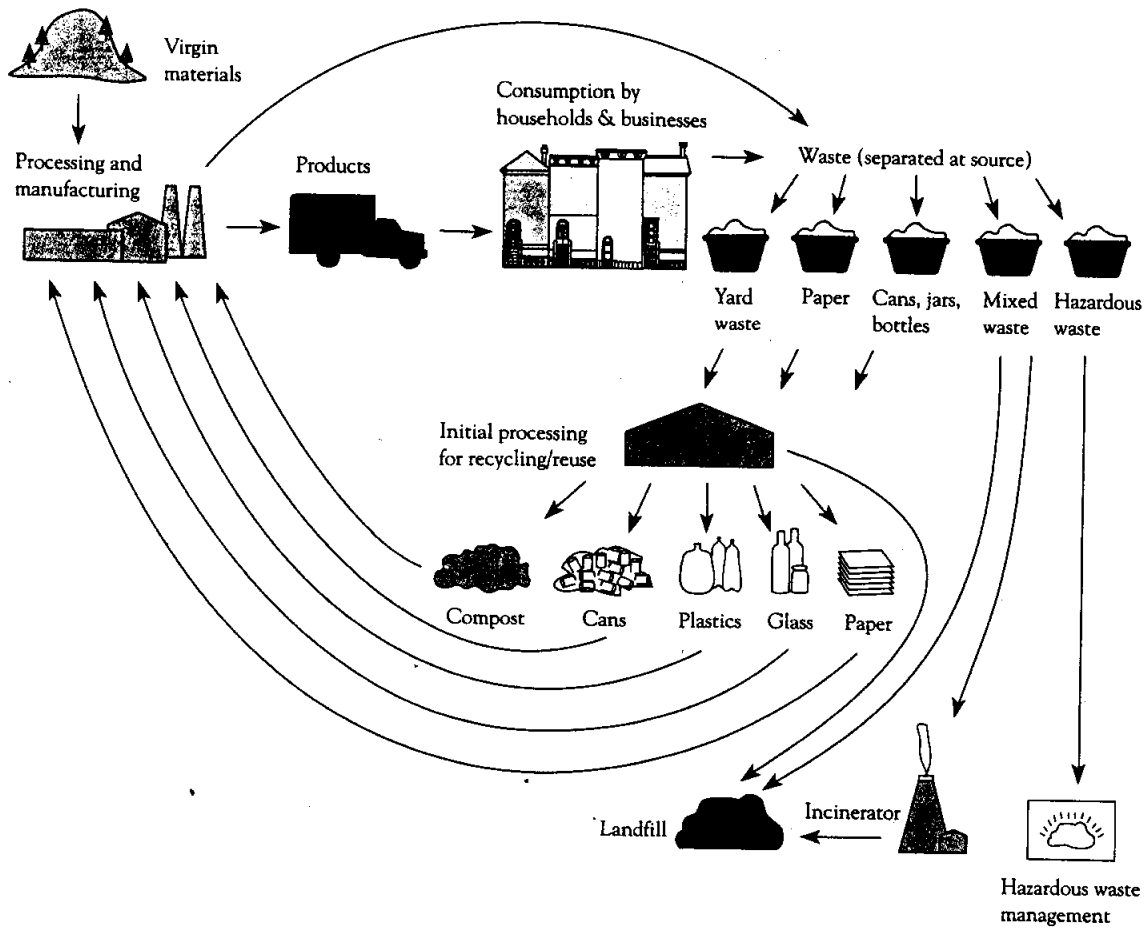 Virgin
materials
Processing and
manufacturing
Products
Consumption by
households & businesses
Waste (separated at source)
Yard
waste
Paper
Cans, jars,
bottles
Mixed
waste
Hazardous
waste
Initial processing
for recycling/reuse
Compost
Cans
Plastics
Glass
Paper
Landfill
Incinerator
Hazardous waste
management